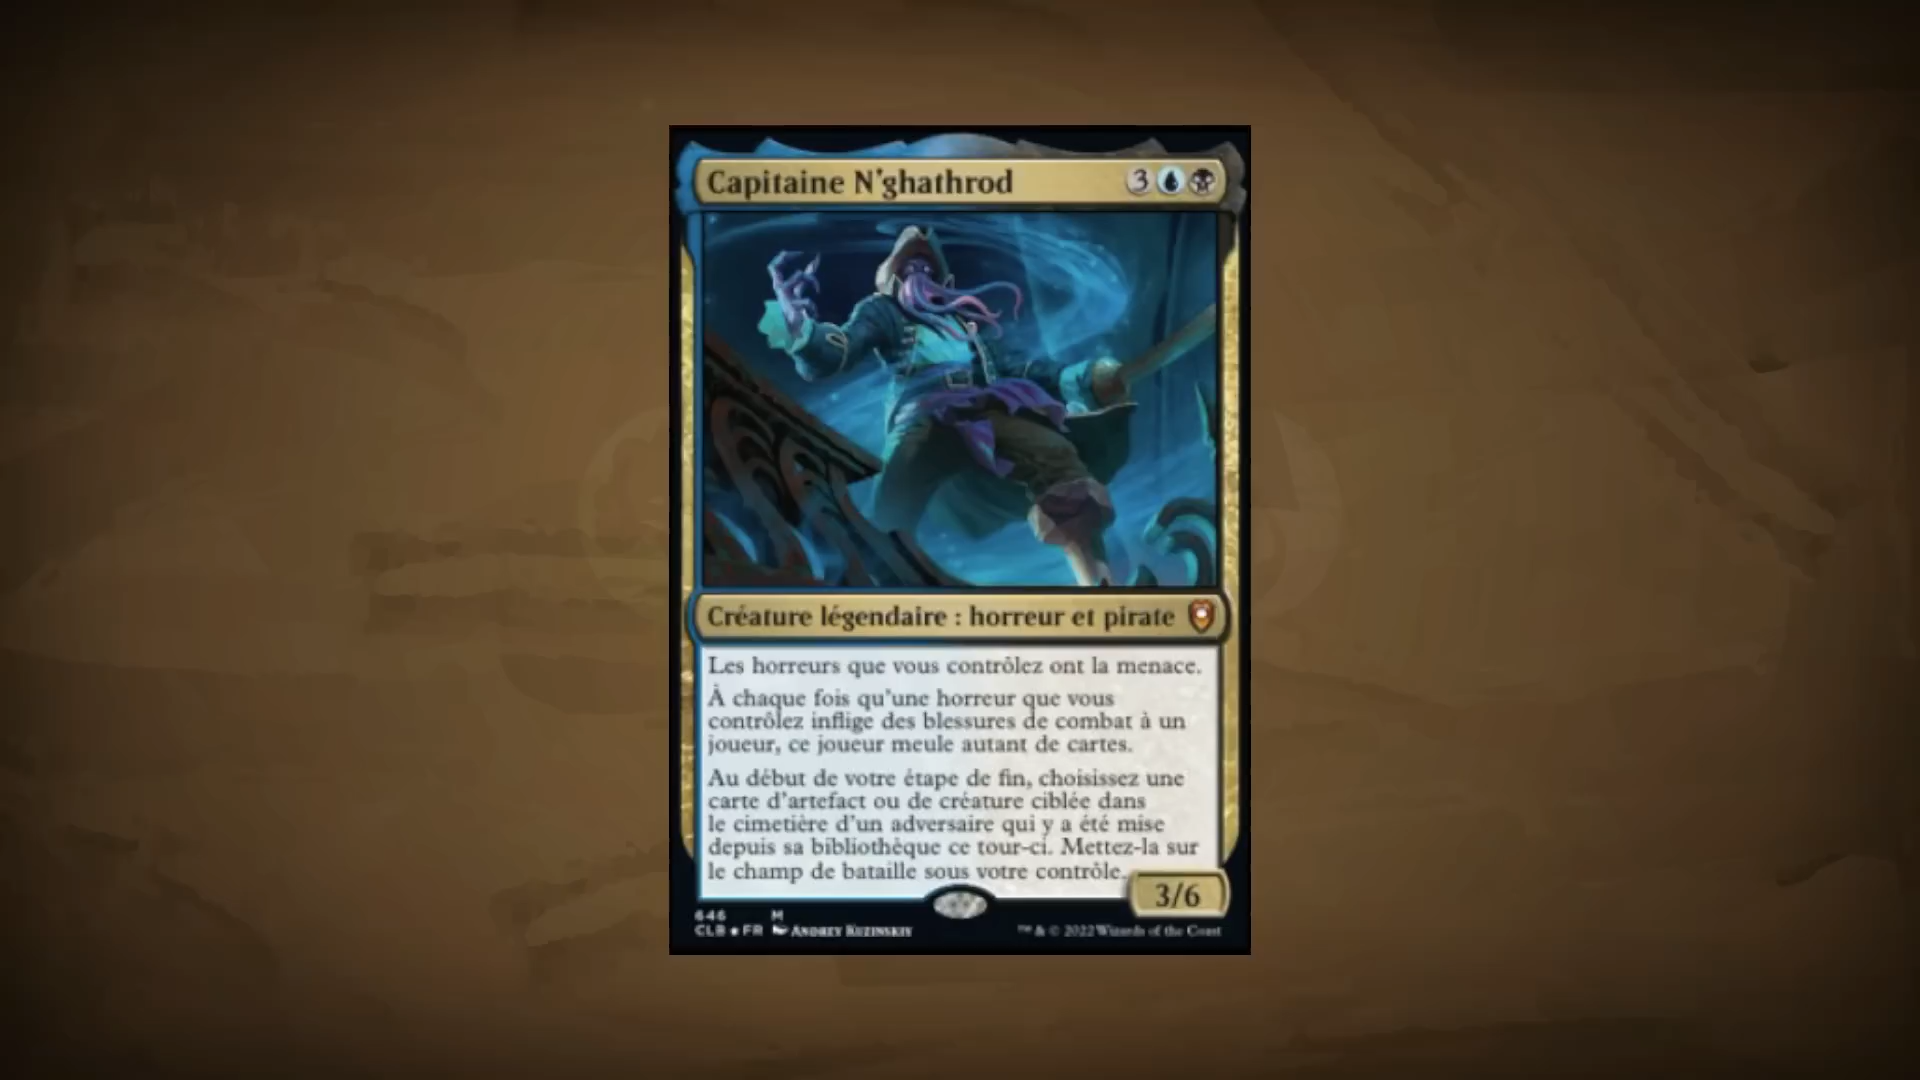 Capitaine N'ghathrod 3
Créature légendaire : horreur et pirate
Les horreurs que vous contrôlez ont la menace.
À chaque fois qu'une horreur que vous
contrôlez inflige des blessures de combat à un
joueur, ce joueur meule autant de cartes.
Au début de votre étape de fin, choisissez une
carte d'artefact ou de créature ciblée dans
le cimetière d'un adversaire qui y a été mise
depuis sa bibliothèque ce tour-ci. Mettez-la sur
le champ de bataille sous votre contrôle.
3/6
646 M
CLB ★ FR Andrey Kuzinskiy ™ & © 2022 Wizards of the Coast